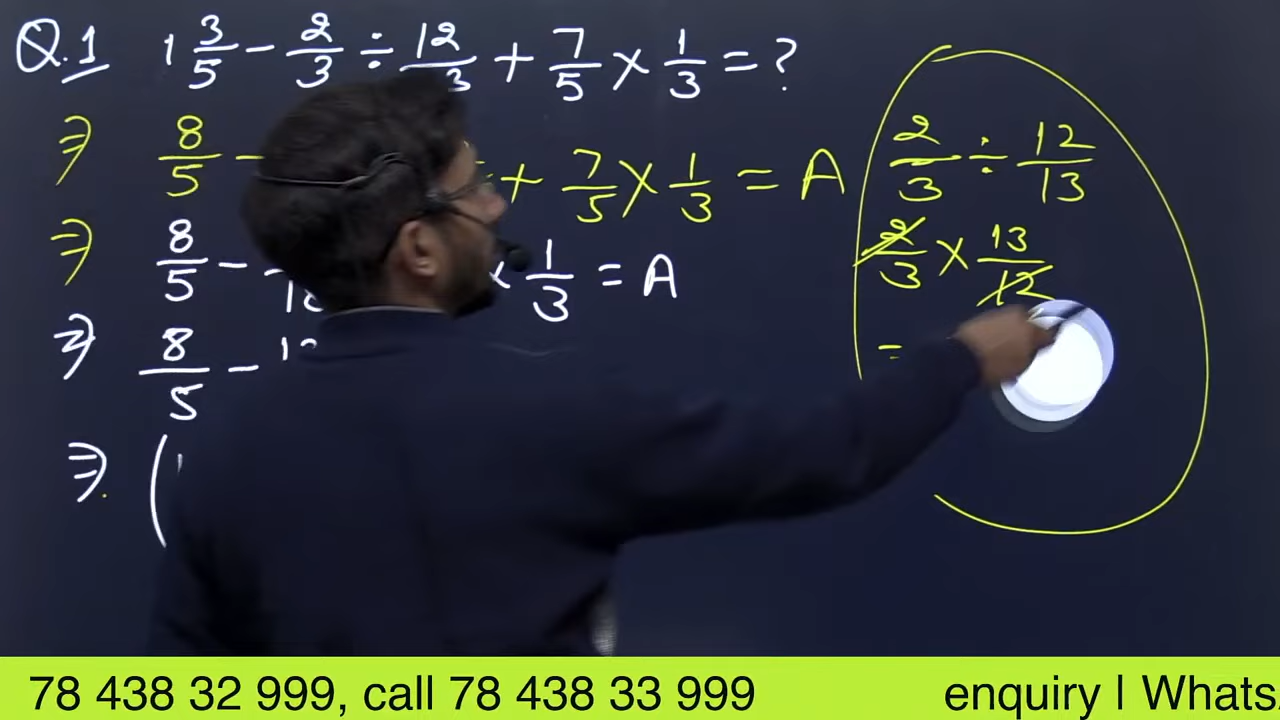 Q.1 1 3/5 - 2/3 ÷ 12/13 + 7/5 × 1/3 = ?
⇒ 8/5 - + 7/5 × 1/3 = A
⇒ 8/5 - × 1/3 = A
⇒ 8/5 -
⇒ (
2/3 ÷ 12/13
2/3 × 13/12
=
78 438 32 999, call 78 438 33 999 enquiry | Whats